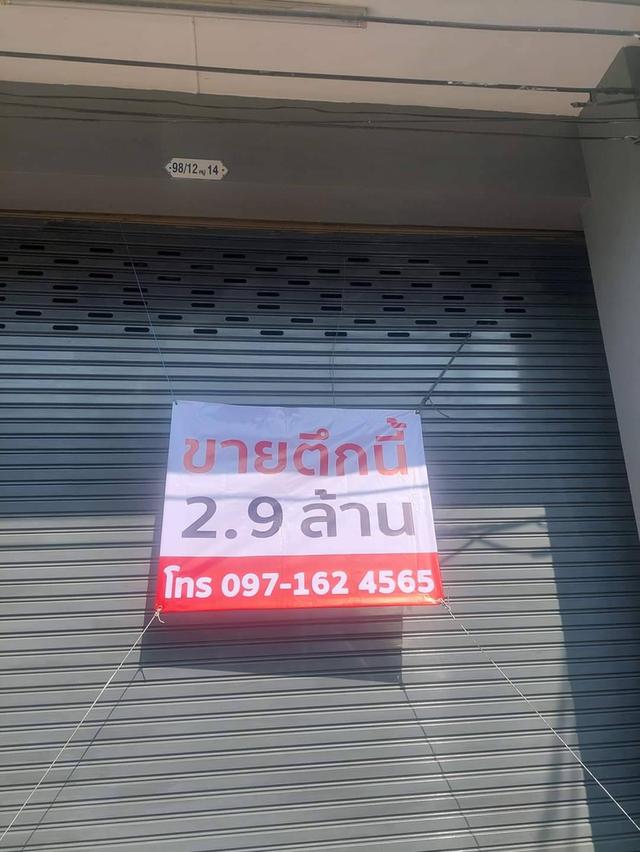 98/12 หมู่ 14
ขายตึกนี้
2.9 ล้าน
โทร 097-162 4565